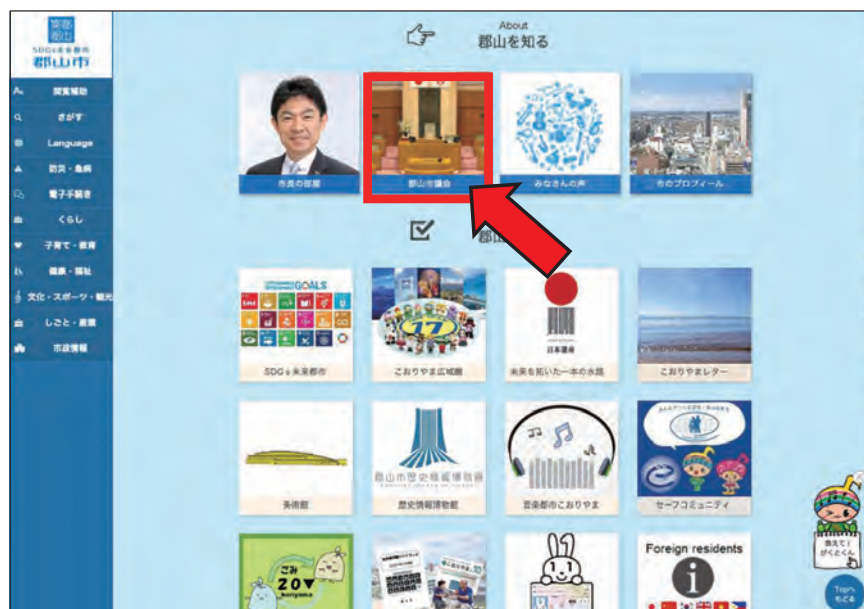 SDGs未来都市
郡山市
閲覧補助
さがす
Language
防災・急病
電子手続き
くらし
子育て・教育
健康・福祉
文化・スポーツ・観光
しごと・産業
市政情報
About
郡山を知る
市長の部屋
郡山市議会
みなさんの声
市のプロフィール
郡山
GOALS
17
日本遺産
SDGs未来都市
こおりやま広域圏
未来を拓いた一本の水路
こおりやまレター
郡山市歴史情報博物館
美術館
歴史情報博物館
音楽都市こおりやま
セーフコミュニティ
ごみ
20▼
koriyama
Foreign residents
i
教えて!
がくとくん
Topへ
もどる